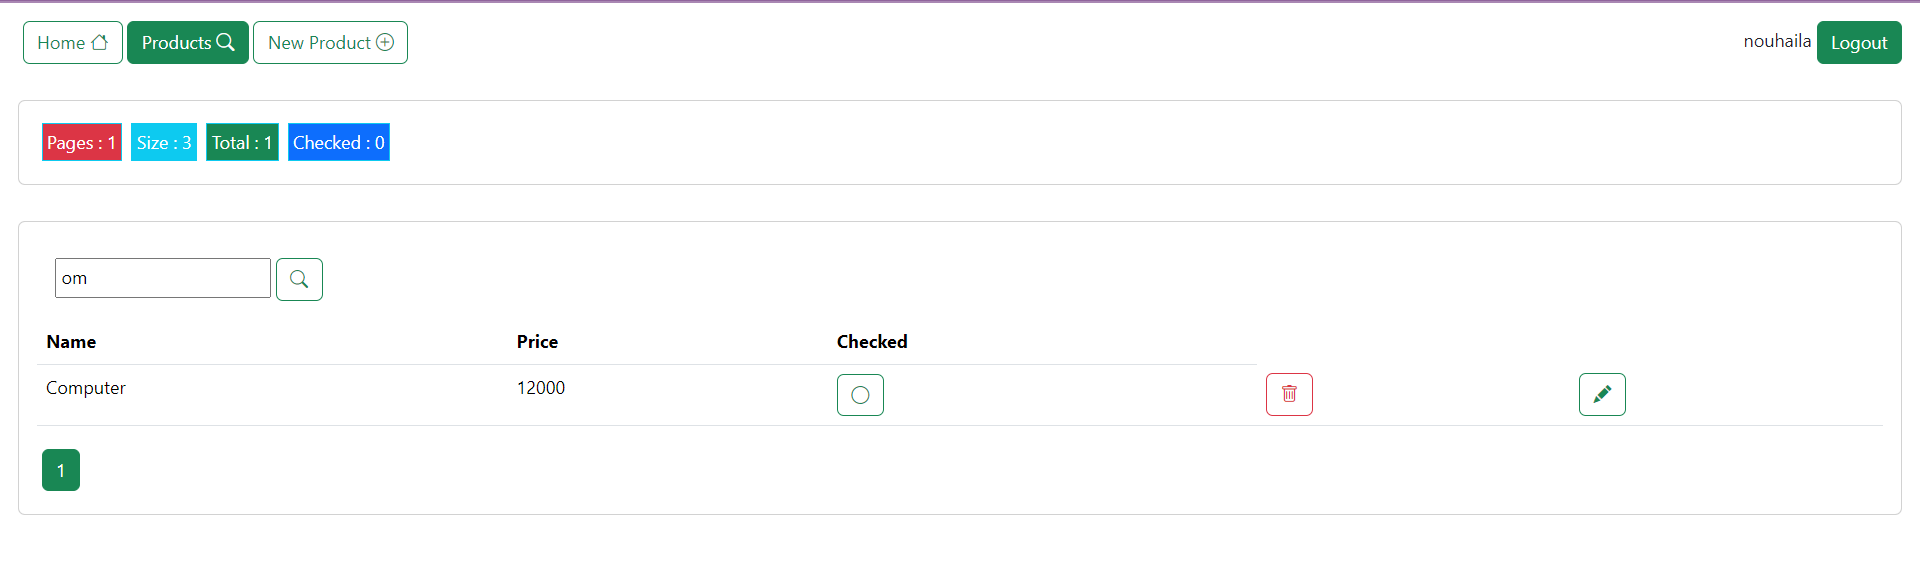 Home Products New Product nouhaila Logout
Pages : 1 Size : 3 Total : 1 Checked : 0
om
Name Price Checked
Computer 12000
1